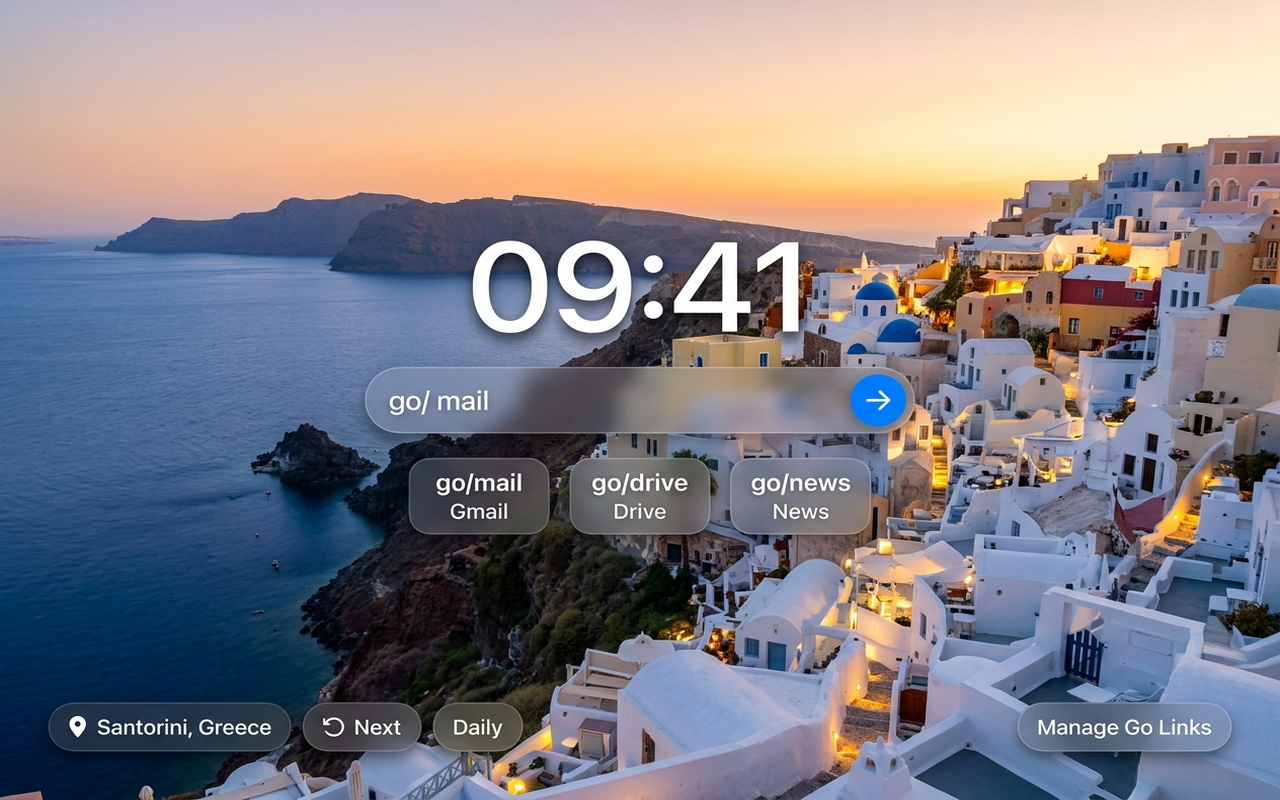 09:41
go/ mail
go/mail
Gmail
go/drive
Drive
go/news
News
Santorini, Greece
Next
Daily
Manage Go Links